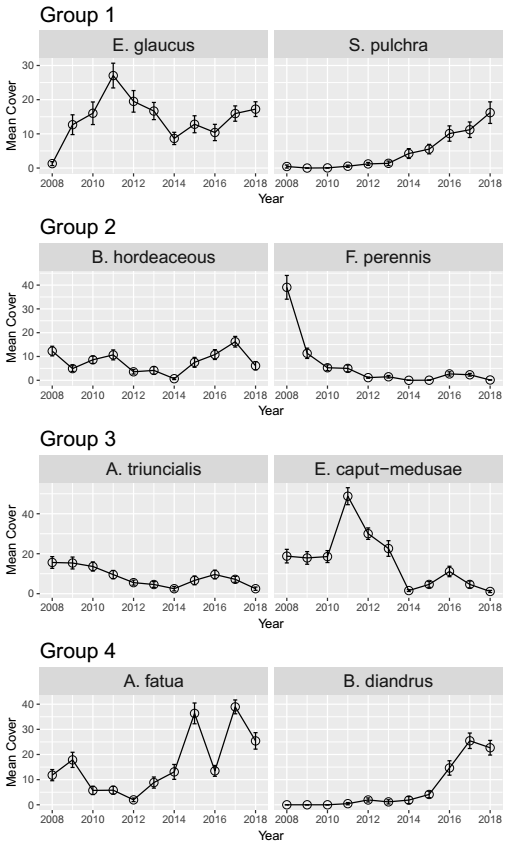 Group 1
E. glaucus S. pulchra
Mean Cover
30
20
10
0
2008 2010 2012 2014 2016 2018 2008 2010 2012 2014 2016 2018
Year
Group 2
B. hordeaceous F. perennis
Mean Cover
40
30
20
10
0
2008 2010 2012 2014 2016 2018 2008 2010 2012 2014 2016 2018
Year
Group 3
A. triuncialis E. caput−medusae
Mean Cover
40
20
0
2008 2010 2012 2014 2016 2018 2008 2010 2012 2014 2016 2018
Year
Group 4
A. fatua B. diandrus
Mean Cover
40
30
20
10
0
2008 2010 2012 2014 2016 2018 2008 2010 2012 2014 2016 2018
Year